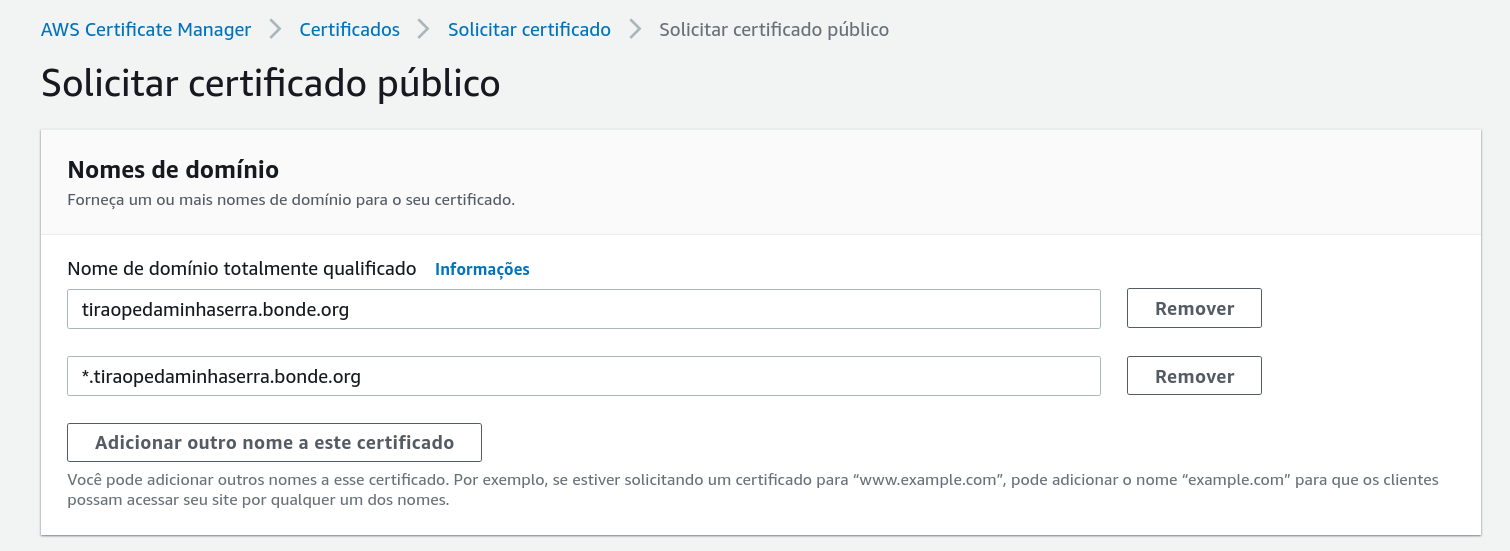 AWS Certificate Manager > Certificados > Solicitar certificado > Solicitar certificado público
Solicitar certificado público
Nomes de domínio
Forneça um ou mais nomes de domínio para o seu certificado.
Nome de domínio totalmente qualificado Informações
tiraopedaminhaserra.bonde.org Remover
*.tiraopedaminhaserra.bonde.org Remover
Adicionar outro nome a este certificado
Você pode adicionar outros nomes a esse certificado. Por exemplo, se estiver solicitando um certificado para “www.example.com”, pode adicionar o nome “example.com” para que os clientes
possam acessar seu site por qualquer um dos nomes.